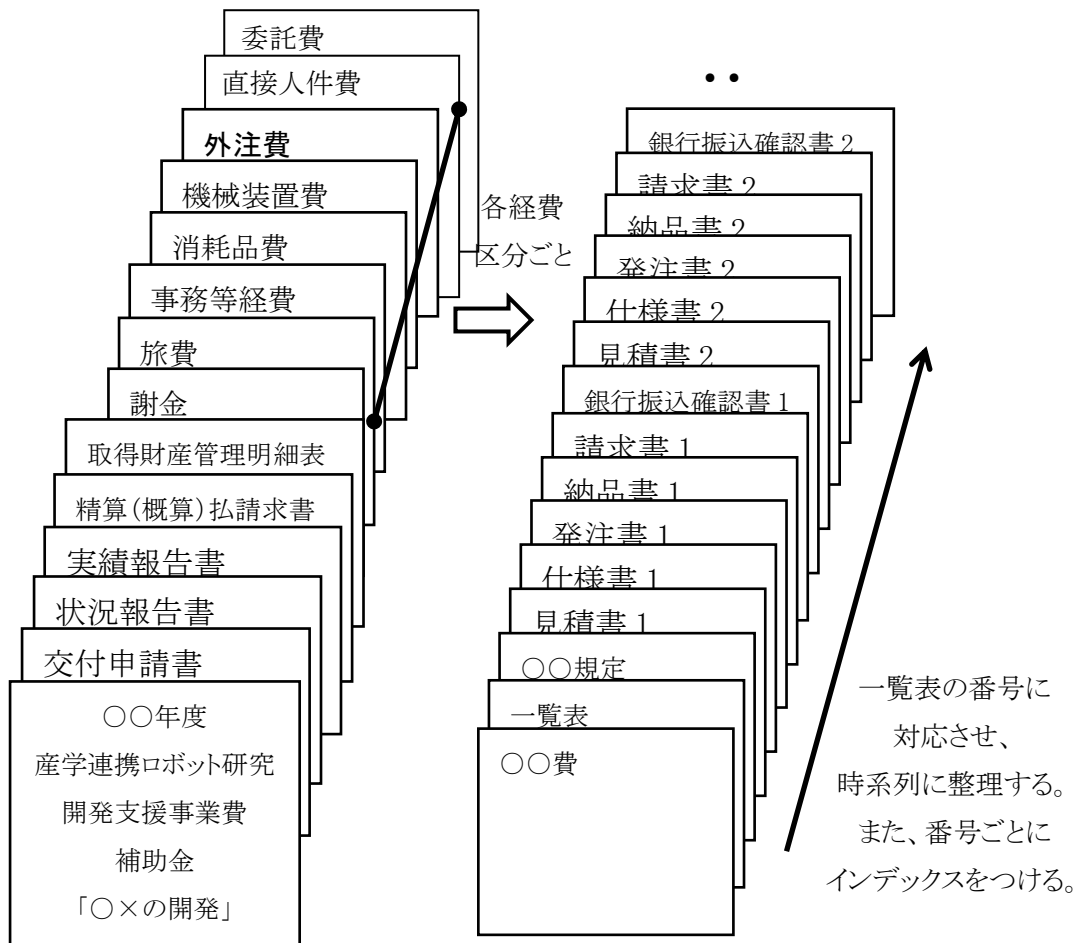 委託費
直接人件費
外注費
機械装置費
消耗品費
事務等経費
旅費
謝金
取得財産管理明細表
精算(概算)払請求書
実績報告書
状況報告書
交付申請書
○○年度
産学連携ロボット研究
開発支援事業費
補助金
「○×の開発」
各経費
区分ごと
・・
銀行振込確認書2
請求書2
納品書2
発注書2
仕様書2
見積書2
銀行振込確認書1
請求書1
納品書1
発注書1
仕様書1
見積書1
○○規定
一覧表
○○費
一覧表の番号に
対応させ、
時系列に整理する。
また、番号ごとに
インデックスをつける。